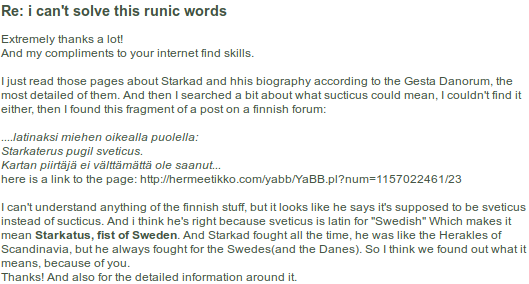 Re: i can't solve this runic words
Extremely thanks a lot!
And my compliments to your internet find skills.
I just read those pages about Starkad and hhis biography according to the Gesta Danorum, the
most detailed of them. And then I searched a bit about what sucticus could mean, I couldn't find it
either, then I found this fragment of a post on a finnish forum:
....latinaksi miehen oikealla puolella:
Starkaterus pugil sveticus.
Kartan piirtäjä ei välttämättä ole saanut...
here is a link to the page: http://hermeetikko.com/yabb/YaBB.pl?num=1157022461/23
I can't understand anything of the finnish stuff, but it looks like he says it's supposed to be sveticus
instead of sucticus. And i think he's right because sveticus is latin for "Swedish" Which makes it
mean Starkatus, fist of Sweden. And Starkad fought all the time, he was like the Herakles of
Scandinavia, but he always fought for the Swedes(and the Danes). So I think we found out what it
means, because of you.
Thanks! And also for the detailed information around it.